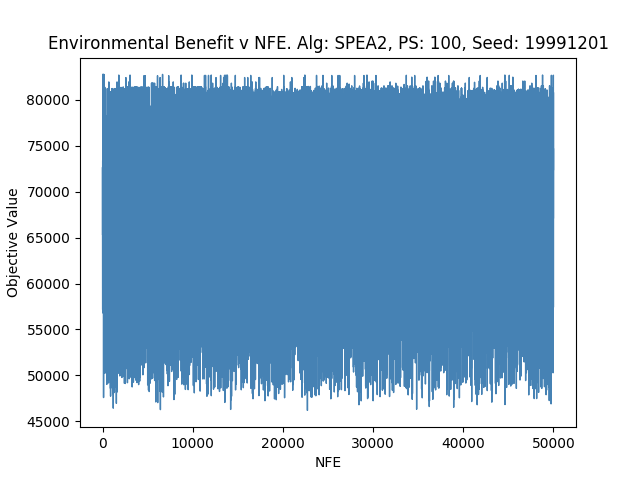 Environmental Benefit v NFE. Alg: SPEA2, PS: 100, Seed: 19991201
80000
75000
70000
65000
60000
55000
50000
45000
Objective Value
0 10000 20000 30000 40000 50000
NFE